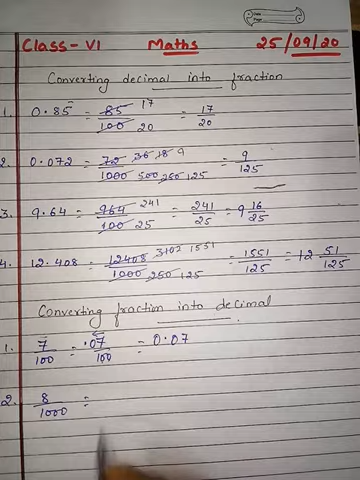 Class - VI Maths 25/09/20
Converting decimal into fraction
1. 0.85 = 85/100 17 20 = 17/20
2. 0.072 = 72/1000 36 18 9 500 250 125 = 9/125
3. 9.64 = 964/100 241 25 = 241/25 = 9 16/25
4. 12.408 = 12408/1000 3102 1551 250 125 = 1551/125 = 12 51/125
Converting fraction into decimal
1. 7/100 = .07/100 = 0.07
2. 8/1000 =